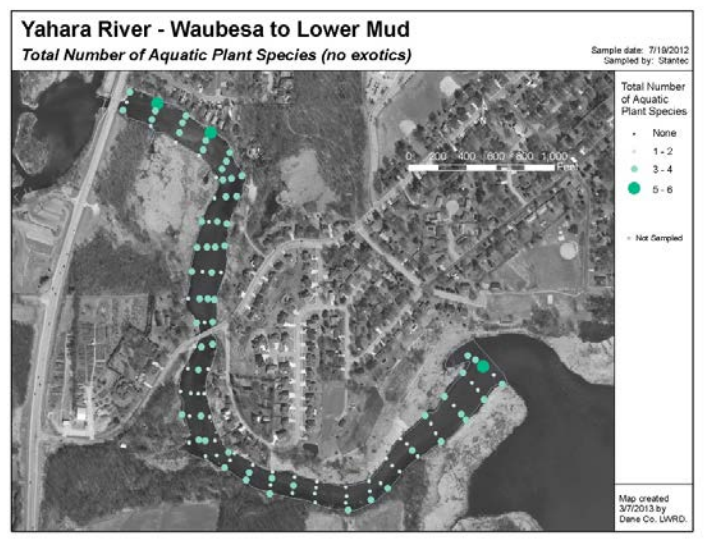 Yahara River - Waubesa to Lower Mud
Total Number of Aquatic Plant Species (no exotics)
Sample date: 7/19/2012
Sampled by: Stantec
Total Number
of Aquatic
Plant Species
None
1 - 2
3 - 4
5 - 6
Not Sampled
0 200 400 600 800 1,000
Feet
Map created
3/7/2013 by
Dane Co. LWRD.